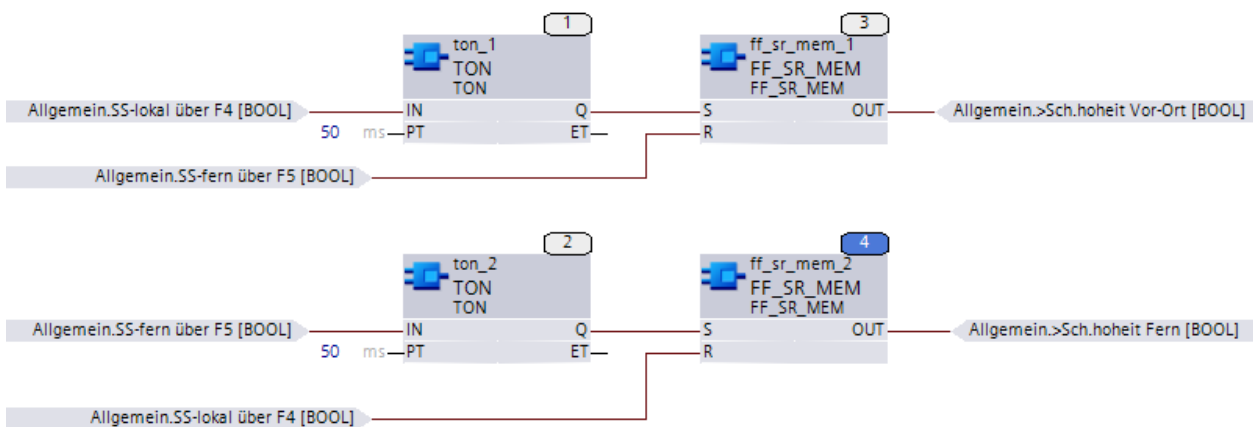 1
ton_1
TON
TON
Allgemein.SS-lokal über F4 [BOOL]
IN
Q
50 ms
PT
ET
3
ff_sr_mem_1
FF_SR_MEM
FF_SR_MEM
S
OUT
R
Allgemein.>Sch.hoheit Vor-Ort [BOOL]
Allgemein.SS-fern über F5 [BOOL]
2
ton_2
TON
TON
Allgemein.SS-fern über F5 [BOOL]
IN
Q
50 ms
PT
ET
4
ff_sr_mem_2
FF_SR_MEM
FF_SR_MEM
S
OUT
R
Allgemein.>Sch.hoheit Fern [BOOL]
Allgemein.SS-lokal über F4 [BOOL]